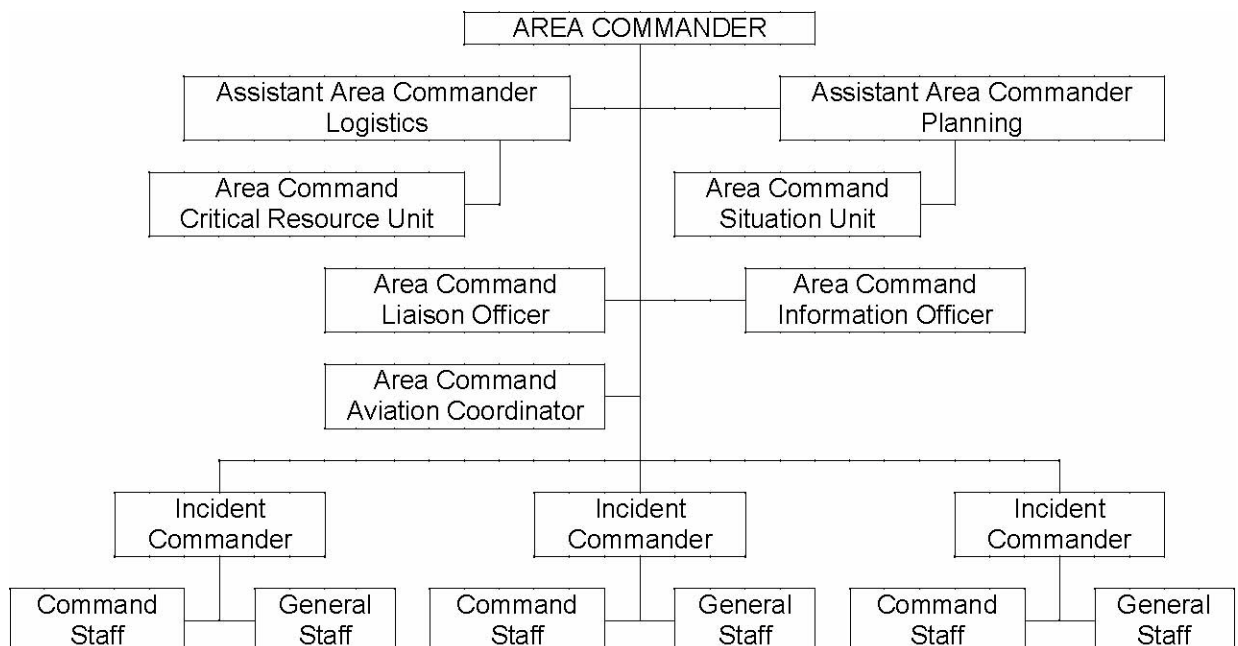 AREA COMMANDER
Assistant Area Commander
Logistics
Assistant Area Commander
Planning
Area Command
Critical Resource Unit
Area Command
Situation Unit
Area Command
Liaison Officer
Area Command
Information Officer
Area Command
Aviation Coordinator
Incident
Commander
Incident
Commander
Incident
Commander
Command
Staff
General
Staff
Command
Staff
General
Staff
Command
Staff
General
Staff